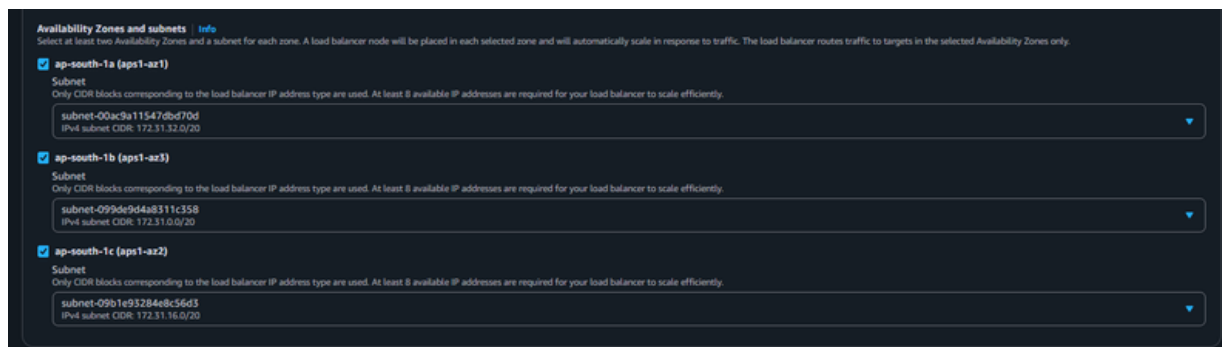 Availability Zones and subnets | Info
Select at least two Availability Zones and a subnet for each zone. A load balancer node will be placed in each selected zone and will automatically scale in response to traffic. The load balancer routes traffic to targets in the selected Availability Zones only.
ap-south-1a (aps1-az1)
Subnet
Only CIDR blocks corresponding to the load balancer IP address type are used. At least 8 available IP addresses are required for your load balancer to scale efficiently.
subnet-00ac9a11547dbd70d
IPv4 subnet CIDR: 172.31.32.0/20
ap-south-1b (aps1-az3)
Subnet
Only CIDR blocks corresponding to the load balancer IP address type are used. At least 8 available IP addresses are required for your load balancer to scale efficiently.
subnet-099de9d4a8311c358
IPv4 subnet CIDR: 172.31.0.0/20
ap-south-1c (aps1-az2)
Subnet
Only CIDR blocks corresponding to the load balancer IP address type are used. At least 8 available IP addresses are required for your load balancer to scale efficiently.
subnet-09b1e93284e8c56d3
IPv4 subnet CIDR: 172.31.16.0/20